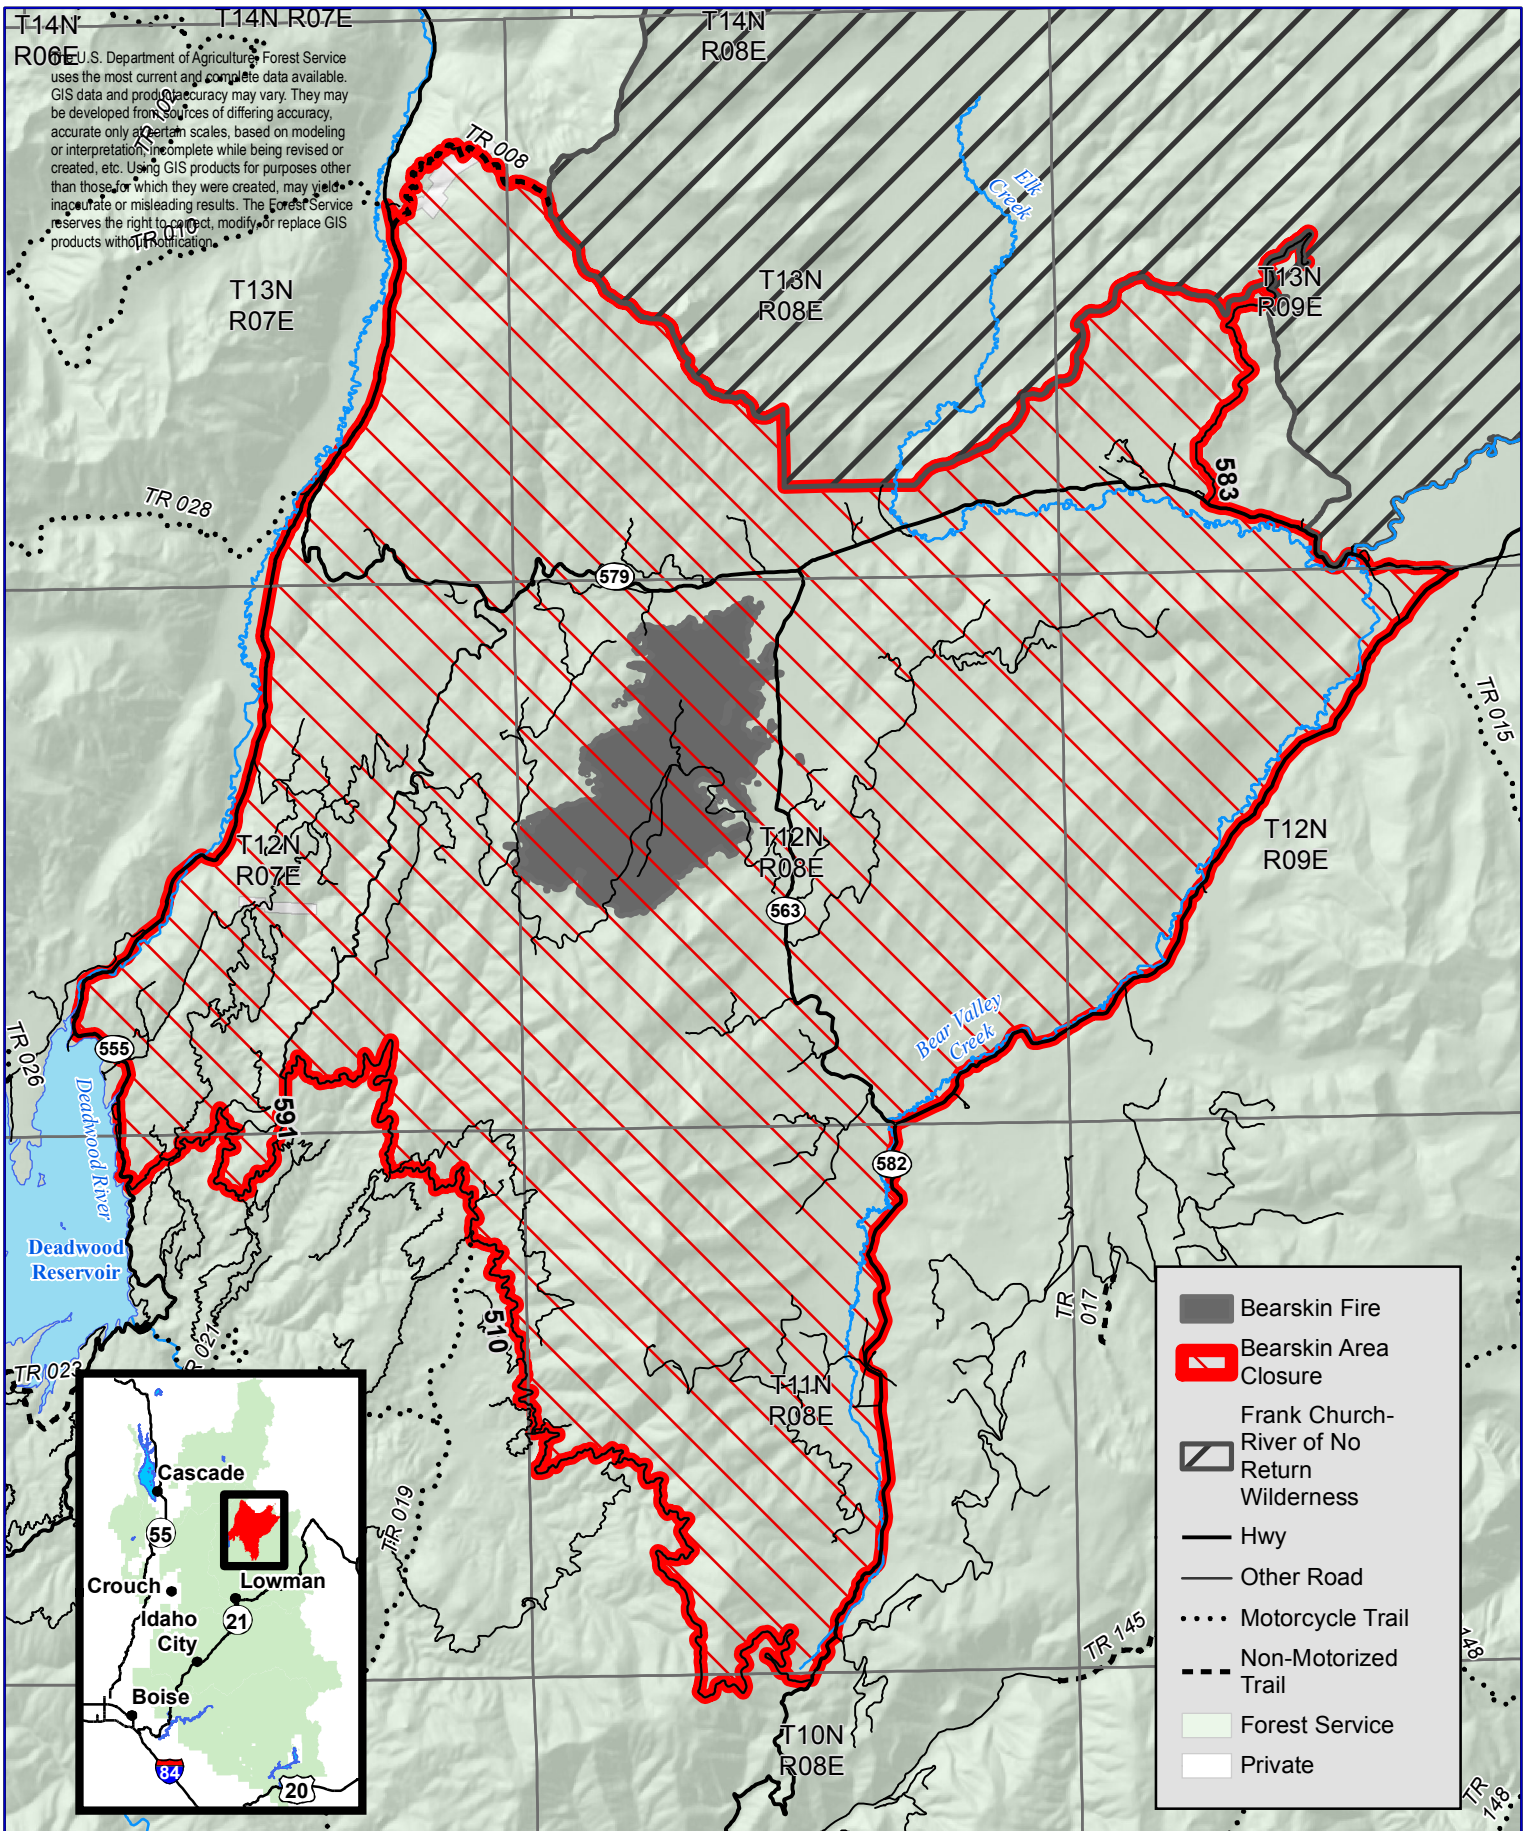 T14N
R06E
T14N R07E
T14N
R08E
The U.S. Department of Agriculture, Forest Service
uses the most current and complete data available.
GIS data and product accuracy may vary. They may
be developed from sources of differing accuracy,
accurate only at certain scales, based on modeling
or interpretation, incomplete while being revised or
created, etc. Using GIS products for purposes other
than those for which they were created, may yield
inaccurate or misleading results. The Forest Service
reserves the right to correct, modify, or replace GIS
products without notification.
TR 102
TR 010
TR 008
Elk
Creek
T13N
R07E
T13N
R08E
T13N
R09E
TR 028
583
579
TR 015
T12N
R07E
T12N
R08E
T12N
R09E
563
Bear Valley
Creek
555
TR 026
Deadwood River
591
582
Deadwood
Reservoir
510
TR
017
TR 021
TR 023
T11N
R08E
TR 019
TR 145
148
T10N
R08E
TR
148
Cascade
55
Crouch
Lowman
Idaho
City
21
Boise
84
20
Bearskin Fire
Bearskin Area
Closure
Frank Church-
River of No
Return
Wilderness
Hwy
Other Road
Motorcycle Trail
Non-Motorized
Trail
Forest Service
Private